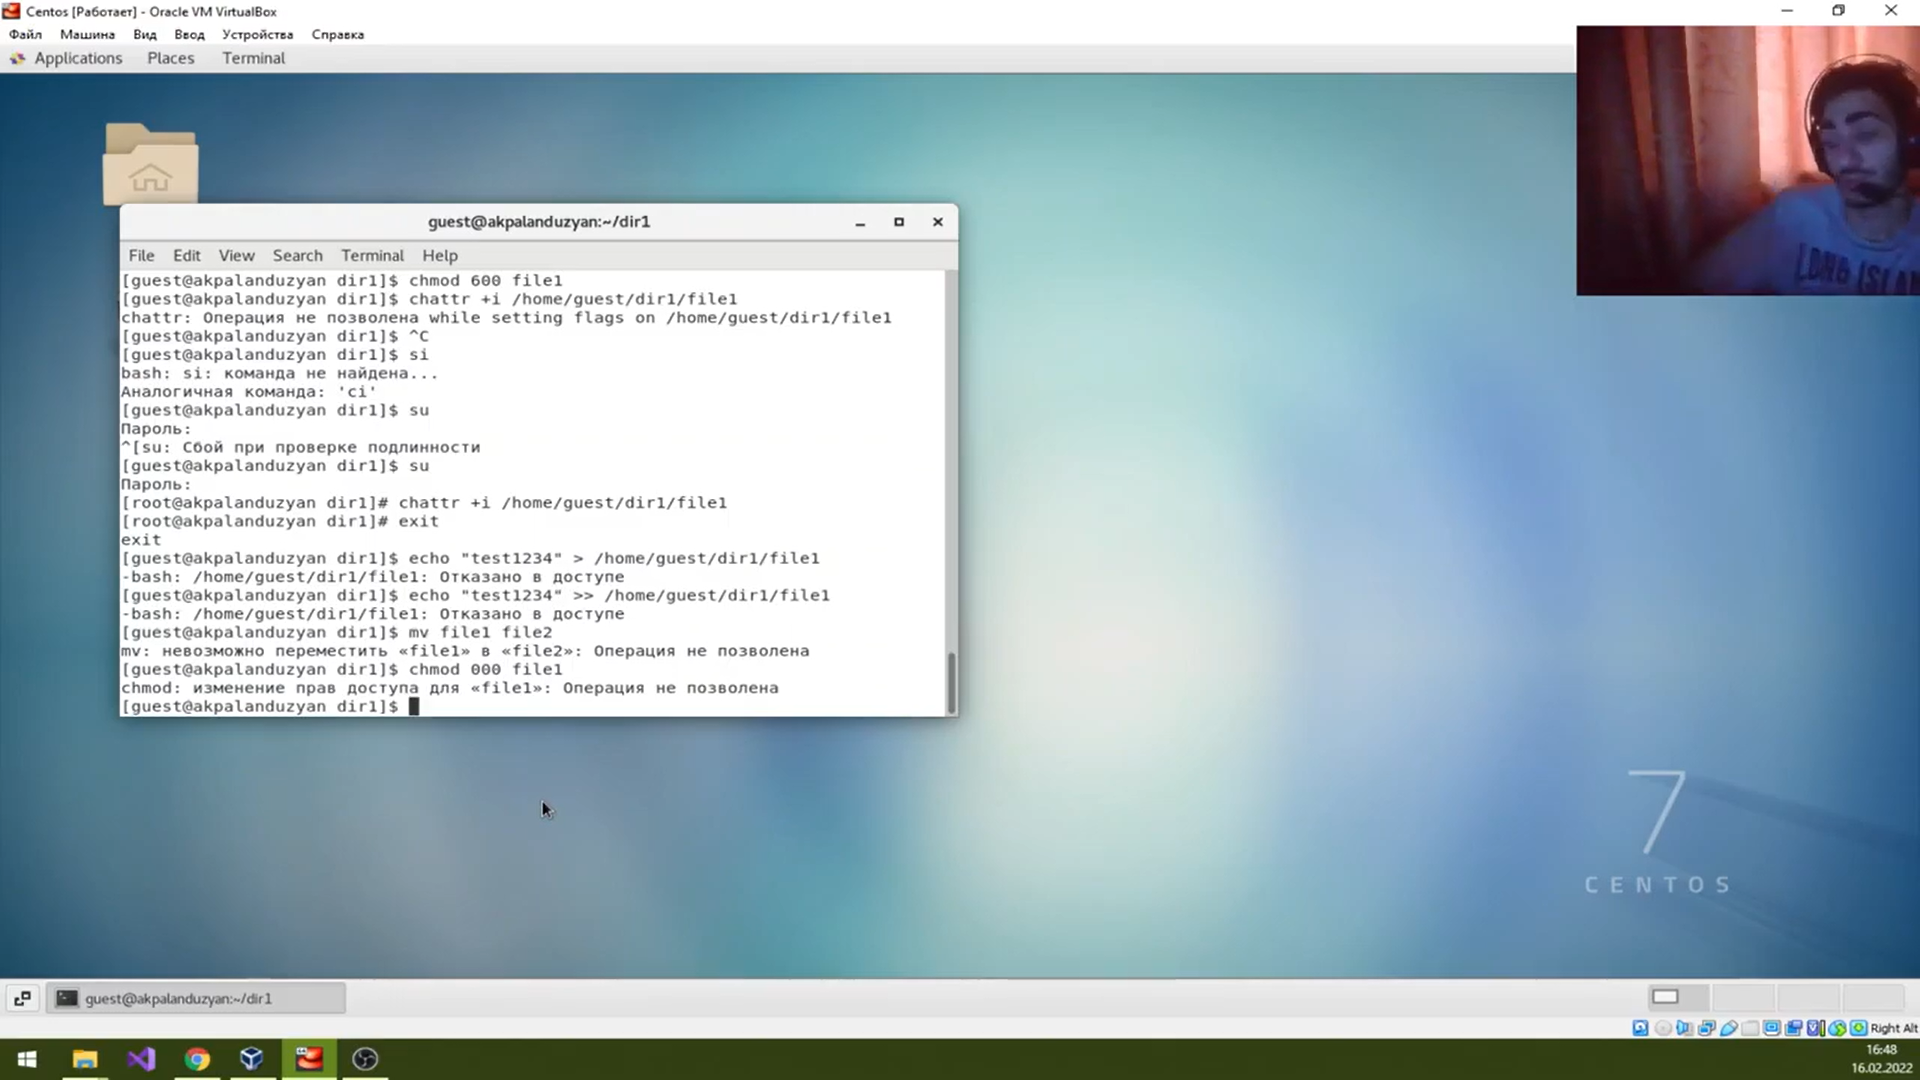 Centos [Работает] - Oracle VM VirtualBox
Файл Машина Вид Ввод Устройства Справка
Applications Places Terminal
guest@akpalanduzyan:~/dir1
File Edit View Search Terminal Help
[guest@akpalanduzyan dir1]$ chmod 600 file1
[guest@akpalanduzyan dir1]$ chattr +i /home/guest/dir1/file1
chattr: Операция не позволена while setting flags on /home/guest/dir1/file1
[guest@akpalanduzyan dir1]$ ^C
[guest@akpalanduzyan dir1]$ si
bash: si: команда не найдена...
Аналогичная команда: 'ci'
[guest@akpalanduzyan dir1]$ su
Пароль:
^[su: Сбой при проверке подлинности
[guest@akpalanduzyan dir1]$ su
Пароль:
[root@akpalanduzyan dir1]# chattr +i /home/guest/dir1/file1
[root@akpalanduzyan dir1]# exit
exit
[guest@akpalanduzyan dir1]$ echo "test1234" > /home/guest/dir1/file1
-bash: /home/guest/dir1/file1: Отказано в доступе
[guest@akpalanduzyan dir1]$ echo "test1234" >> /home/guest/dir1/file1
-bash: /home/guest/dir1/file1: Отказано в доступе
[guest@akpalanduzyan dir1]$ mv file1 file2
mv: невозможно переместить «file1» в «file2»: Операция не позволена
[guest@akpalanduzyan dir1]$ chmod 000 file1
chmod: изменение прав доступа для «file1»: Операция не позволена
[guest@akpalanduzyan dir1]$
LONG ISLAN
7
CENTOS
guest@akpalanduzyan:~/dir1
Right Alt
16:48
16.02.2022